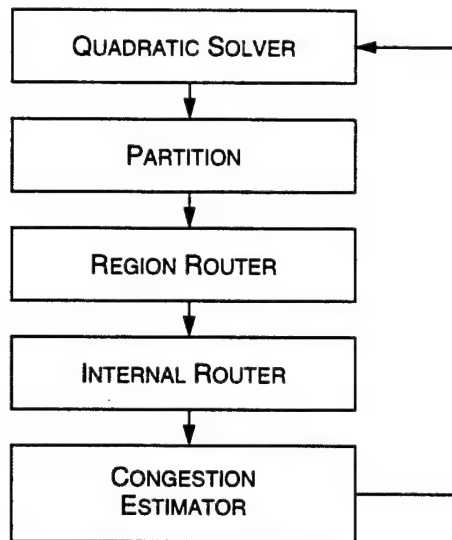 QUADRATIC SOLVER
PARTITION
REGION ROUTER
INTERNAL ROUTER
CONGESTION
ESTIMATOR